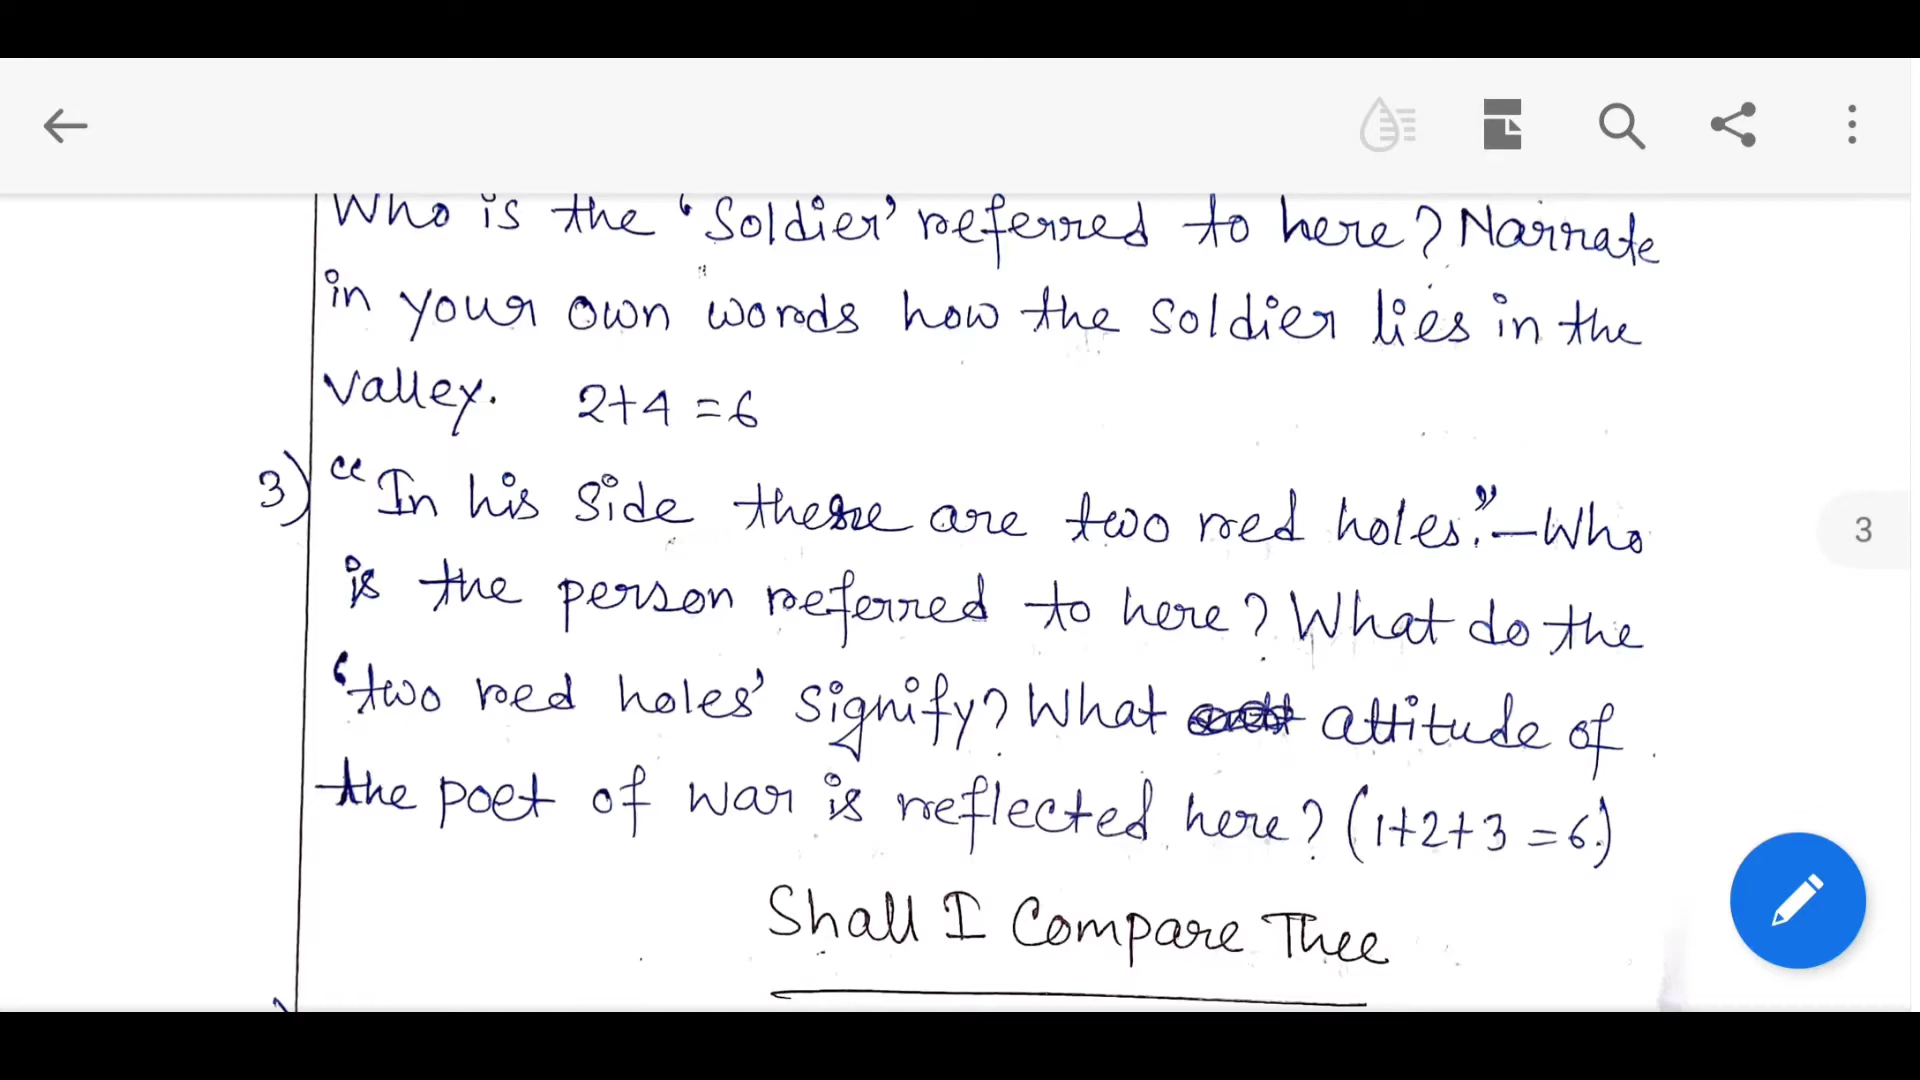 Who is the 'Soldier' referred to here? Narrate
in your own words how the soldier lies in the
valley. 2+4=6
3) "In his side there are two red holes."-Who
is the person referred to here? What do the
'two red holes' signify? What attitude of
the poet of war is reflected here? (1+2+3=6)
3
Shall I Compare Thee